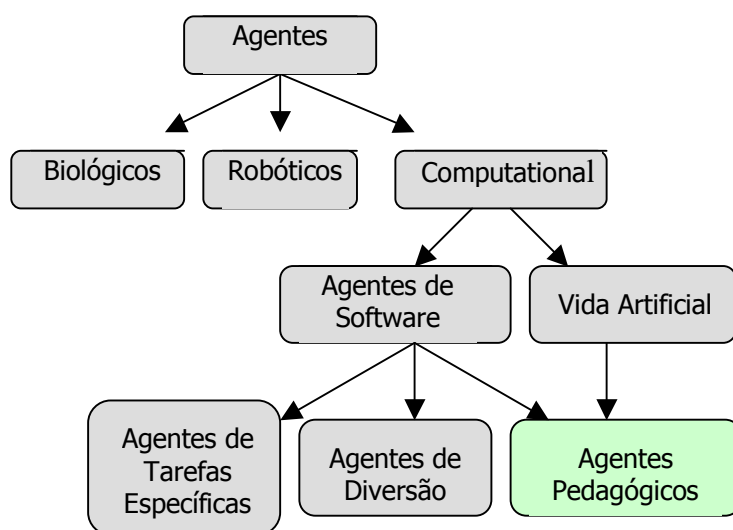 Agentes
Biológicos
Robóticos
Computational
Agentes de
Software
Vida Artificial
Agentes de
Tarefas
Específicas
Agentes de
Diversão
Agentes
Pedagógicos